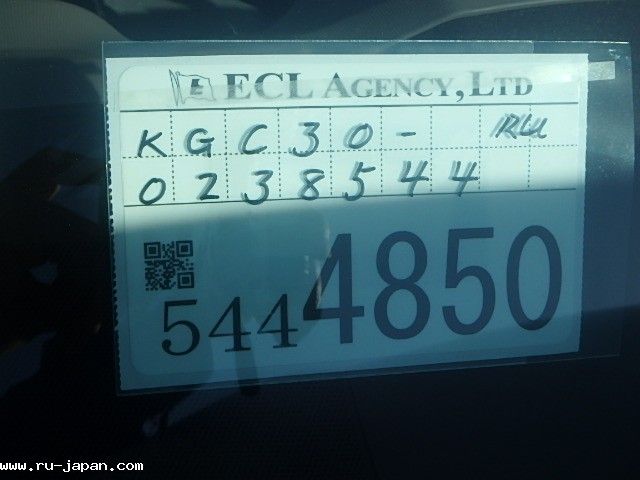 ECL AGENCY, LTD
KGC30- RU
0238544
5444850
www.ru-japan.com